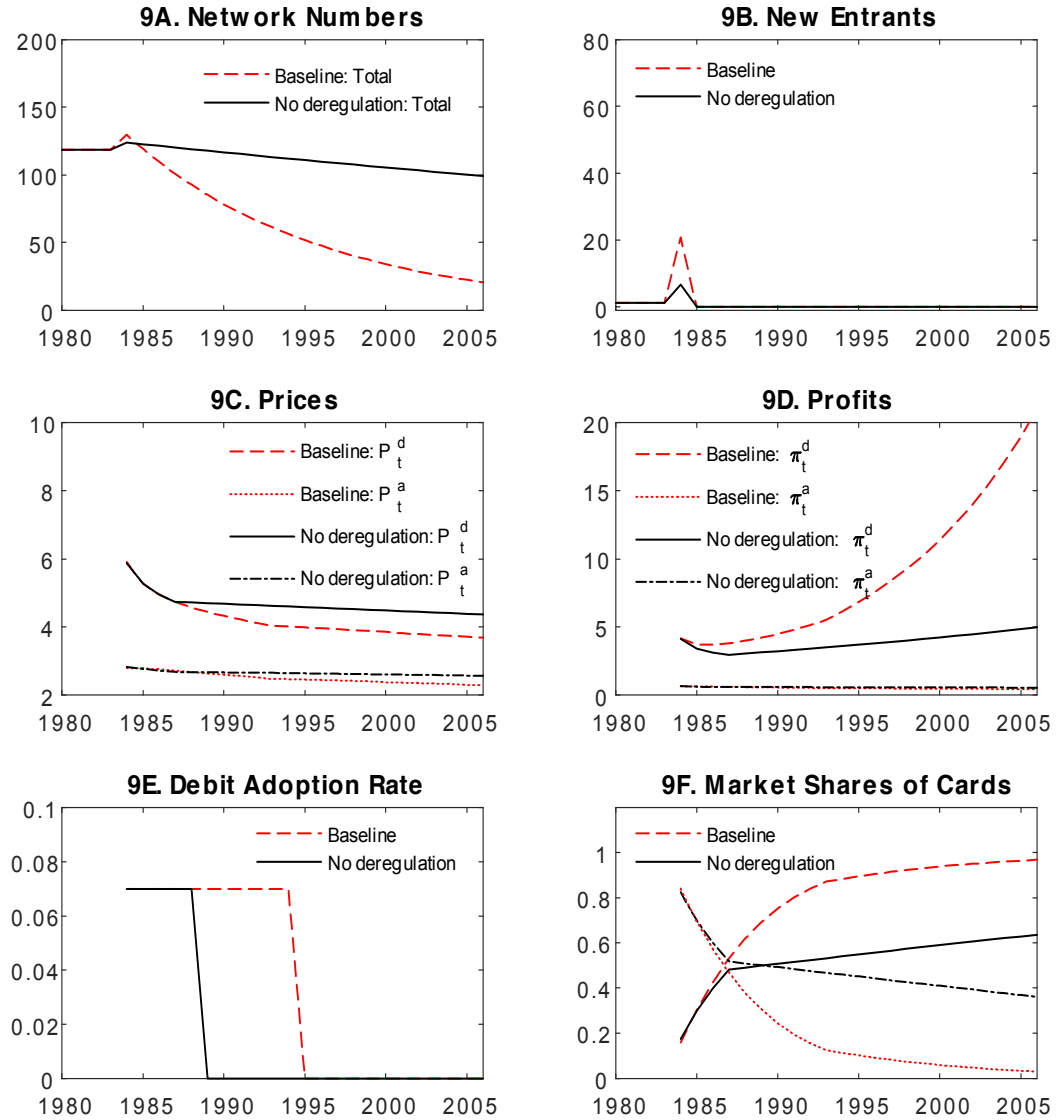 9A. Network Numbers
200
150
100
50
0
Baseline: Total
No deregulation: Total
1980 1985 1990 1995 2000 2005
9B. New Entrants
80
60
40
20
0
Baseline
No deregulation
1980 1985 1990 1995 2000 2005
9C. Prices
10
8
6
4
2
Baseline: P d t
Baseline: P a t
No deregulation: P d t
No deregulation: P a t
1980 1985 1990 1995 2000 2005
9D. Profits
20
15
10
5
0
Baseline: π d t
Baseline: π a t
No deregulation: π d t
No deregulation: π a t
1980 1985 1990 1995 2000 2005
9E. Debit Adoption Rate
0.1
0.08
0.06
0.04
0.02
0
Baseline
No deregulation
1980 1985 1990 1995 2000 2005
9F. Market Shares of Cards
1
0.8
0.6
0.4
0.2
0
Baseline
No deregulation
1980 1985 1990 1995 2000 2005